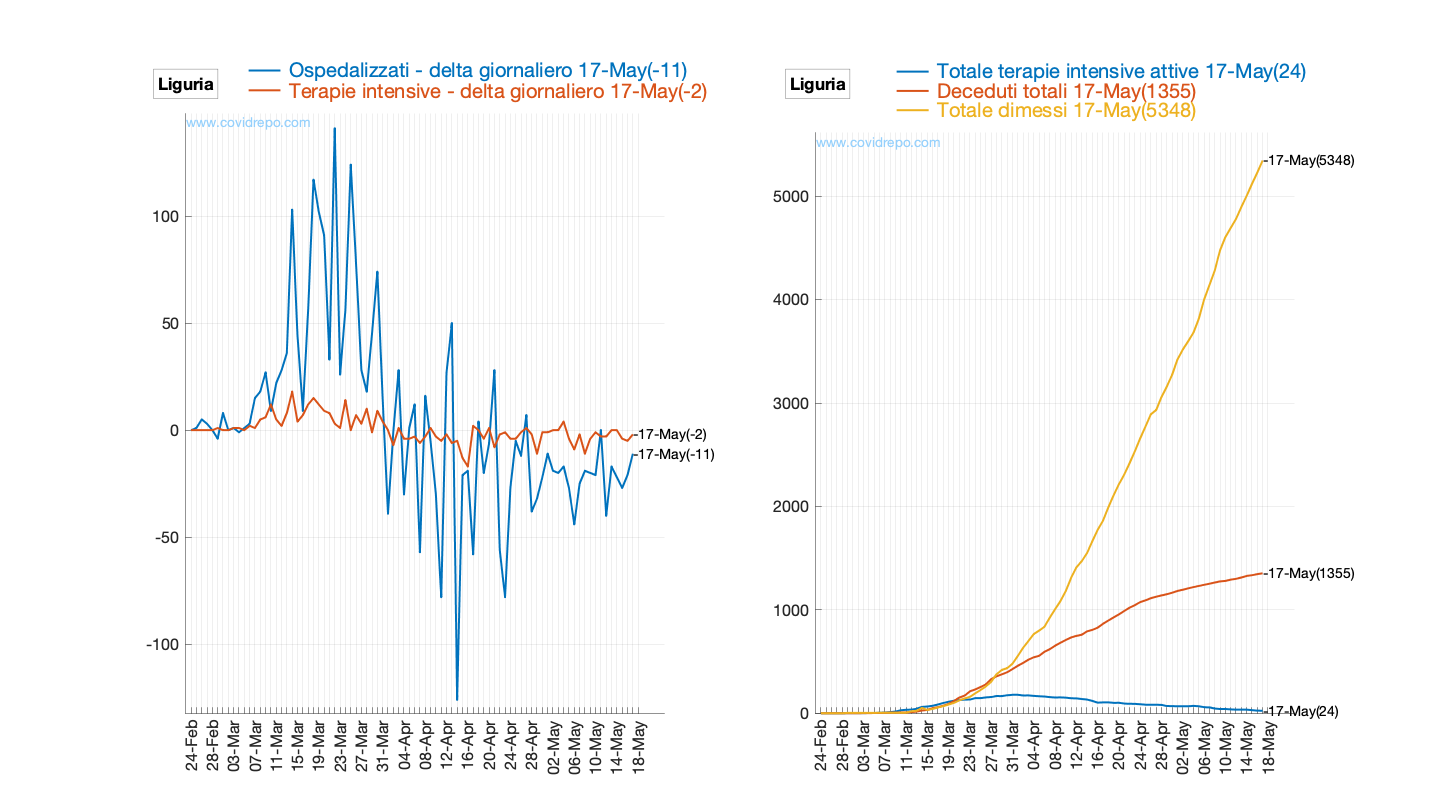 Liguria
Ospedalizzati - delta giornaliero 17-May(-11)
Terapie intensive - delta giornaliero 17-May(-2)
www.covidrepo.com
100
50
0
-50
-100
-17-May(-2)
-17-May(-11)
24-Feb
28-Feb
03-Mar
07-Mar
11-Mar
15-Mar
19-Mar
23-Mar
27-Mar
31-Mar
04-Apr
08-Apr
12-Apr
16-Apr
20-Apr
24-Apr
28-Apr
02-May
06-May
10-May
14-May
18-May
Liguria
Totale terapie intensive attive 17-May(24)
Deceduti totali 17-May(1355)
Totale dimessi 17-May(5348)
www.covidrepo.com
5000
4000
3000
2000
1000
0
-17-May(5348)
-17-May(1355)
-17-May(24)
24-Feb
28-Feb
03-Mar
07-Mar
11-Mar
15-Mar
19-Mar
23-Mar
27-Mar
31-Mar
04-Apr
08-Apr
12-Apr
16-Apr
20-Apr
24-Apr
28-Apr
02-May
06-May
10-May
14-May
18-May